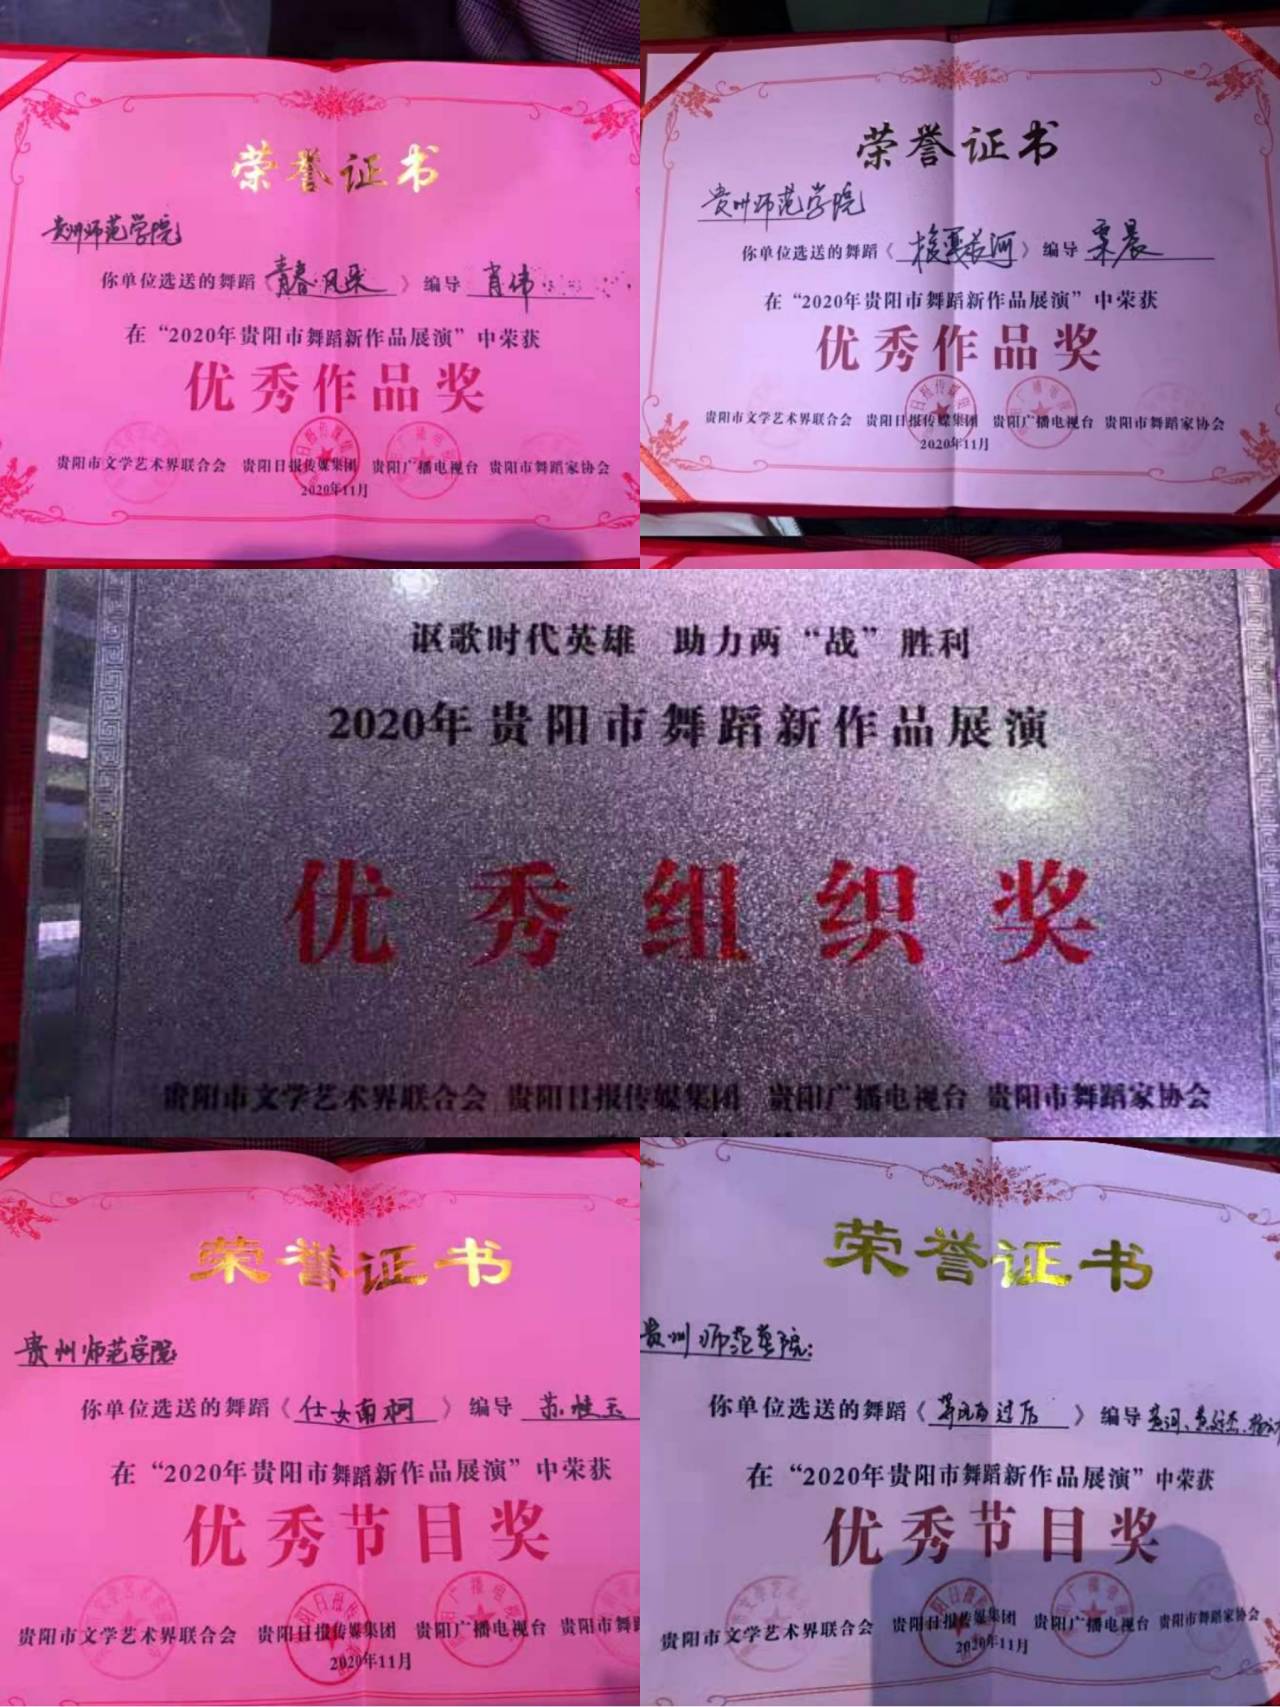 荣誉证书
贵州师范学院
你单位选送的舞蹈《青春·风采》编导 肖伟
在“2020年贵阳市舞蹈新作品展演”中荣获
优秀作品奖
贵阳市文学艺术界联合会 贵阳日报传媒集团 贵阳广播电视台 贵阳市舞蹈家协会
2020年11月
荣誉证书
贵州师范学院
你单位选送的舞蹈《》编导 栗晨
在“2020年贵阳市舞蹈新作品展演”中荣获
优秀作品奖
贵阳市文学艺术界联合会 贵阳日报传媒集团 贵阳广播电视台 贵阳市舞蹈家协会
2020年11月
讴歌时代英雄 助力两“战”胜利
2020年贵阳市舞蹈新作品展演
优秀组织奖
贵阳市文学艺术界联合会 贵阳日报传媒集团 贵阳广播电视台 贵阳市舞蹈家协会
荣誉证书
贵州师范学院
你单位选送的舞蹈《仕女南柯》编导 苏桂玉
在“2020年贵阳市舞蹈新作品展演”中荣获
优秀节目奖
贵阳市文学艺术界联合会 贵阳日报传媒集团 贵阳广播电视台 贵阳市舞蹈
2020年11月
荣誉证书
贵州师范学院:
你单位选送的舞蹈《》编导
在“2020年贵阳市舞蹈新作品展演”中荣获
优秀节目奖
贵阳市文学艺术界联合会 贵阳日报传媒集团 贵阳广播电视台 贵阳市舞蹈家协会
2020年11月